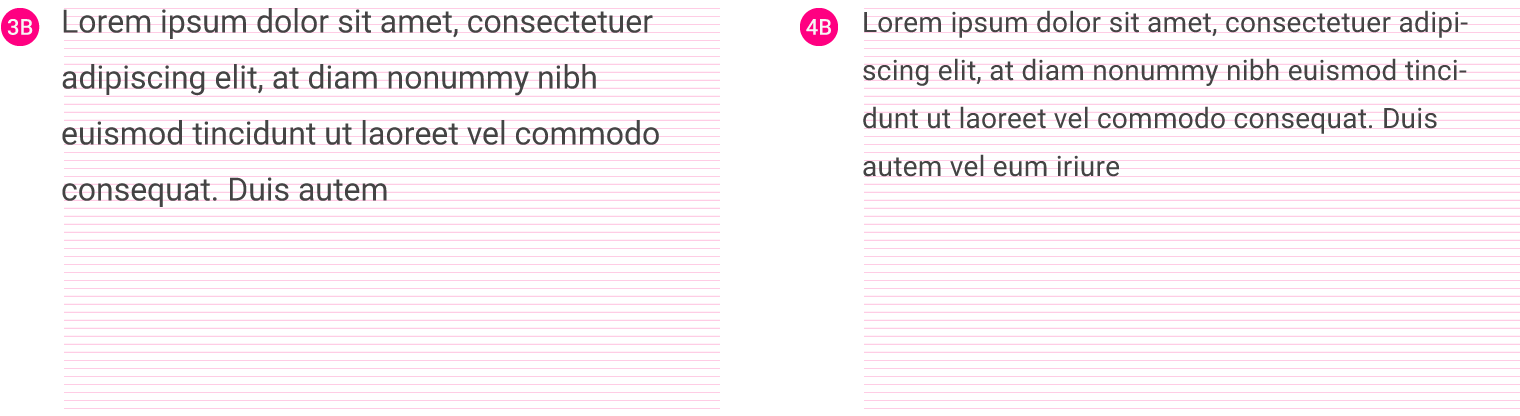 3B
Lorem ipsum dolor sit amet, consectetuer
adipiscing elit, at diam nonummy nibh
euismod tincidunt ut laoreet vel commodo
consequat. Duis autem
4B
Lorem ipsum dolor sit amet, consectetuer adipi-
scing elit, at diam nonummy nibh euismod tinci-
dunt ut laoreet vel commodo consequat. Duis
autem vel eum iriure